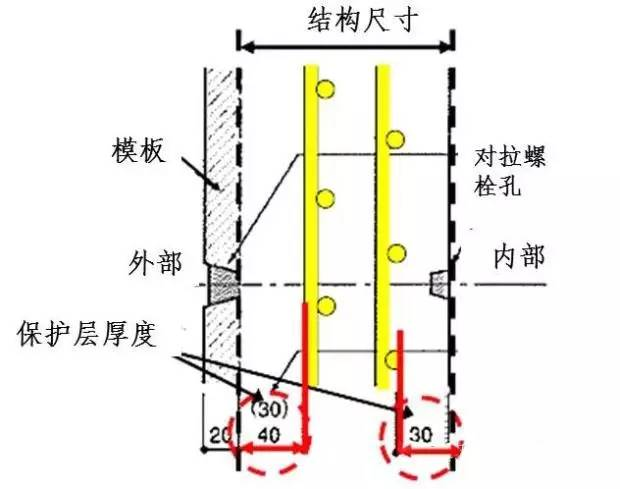 结构尺寸
模板
对拉螺
栓孔
外部
内部
保护层厚度
(30)
20 40 30